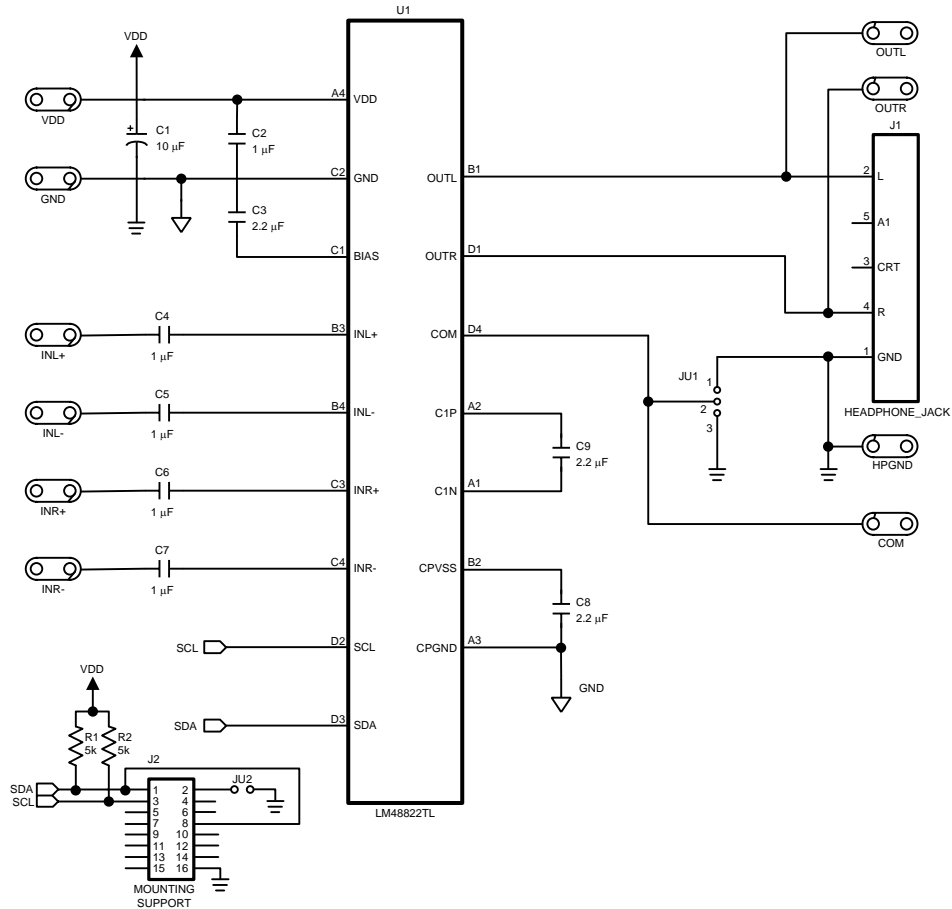 U1
VDD
VDD
GND
+
C1
10 µF
C2
1 µF
C3
2.2 µF
A4
VDD
C2
GND
C1
BIAS
INL+
C4
1 µF
B3
INL+
INL-
C5
1 µF
B4
INL-
INR+
C6
1 µF
C3
INR+
INR-
C7
1 µF
C4
INR-
SCL
D2
SCL
SDA
D3
SDA
OUTL
B1
OUTR
D1
COM
D4
C1P
A2
C9
2.2 µF
C1N
A1
CPVSS
B2
C8
2.2 µF
CPGND
A3
GND
LM48822TL
OUTL
OUTR
J1
2
L
5
A1
3
CRT
4
R
1
GND
HEADPHONE_JACK
JU1
1
2
3
HPGND
COM
VDD
R1
5k
R2
5k
J2
SDA
SCL
JU2
1 2
3 4
5 6
7 8
9 10
11 12
13 14
15 16
MOUNTING
SUPPORT